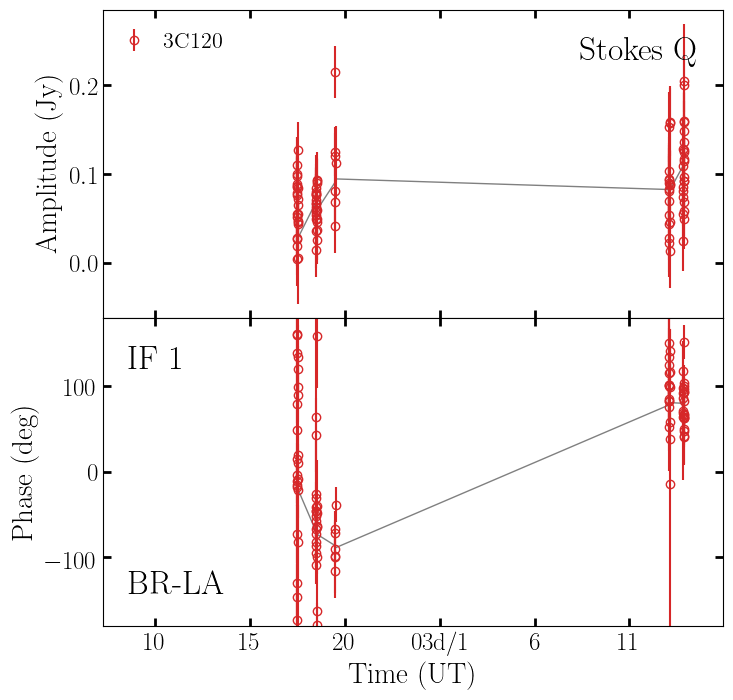 3C120
Stokes Q
Amplitude (Jy)
0.2
0.1
0.0
IF 1
Phase (deg)
100
0
−100
BR-LA
10 15 20 03d/1 6 11
Time (UT)